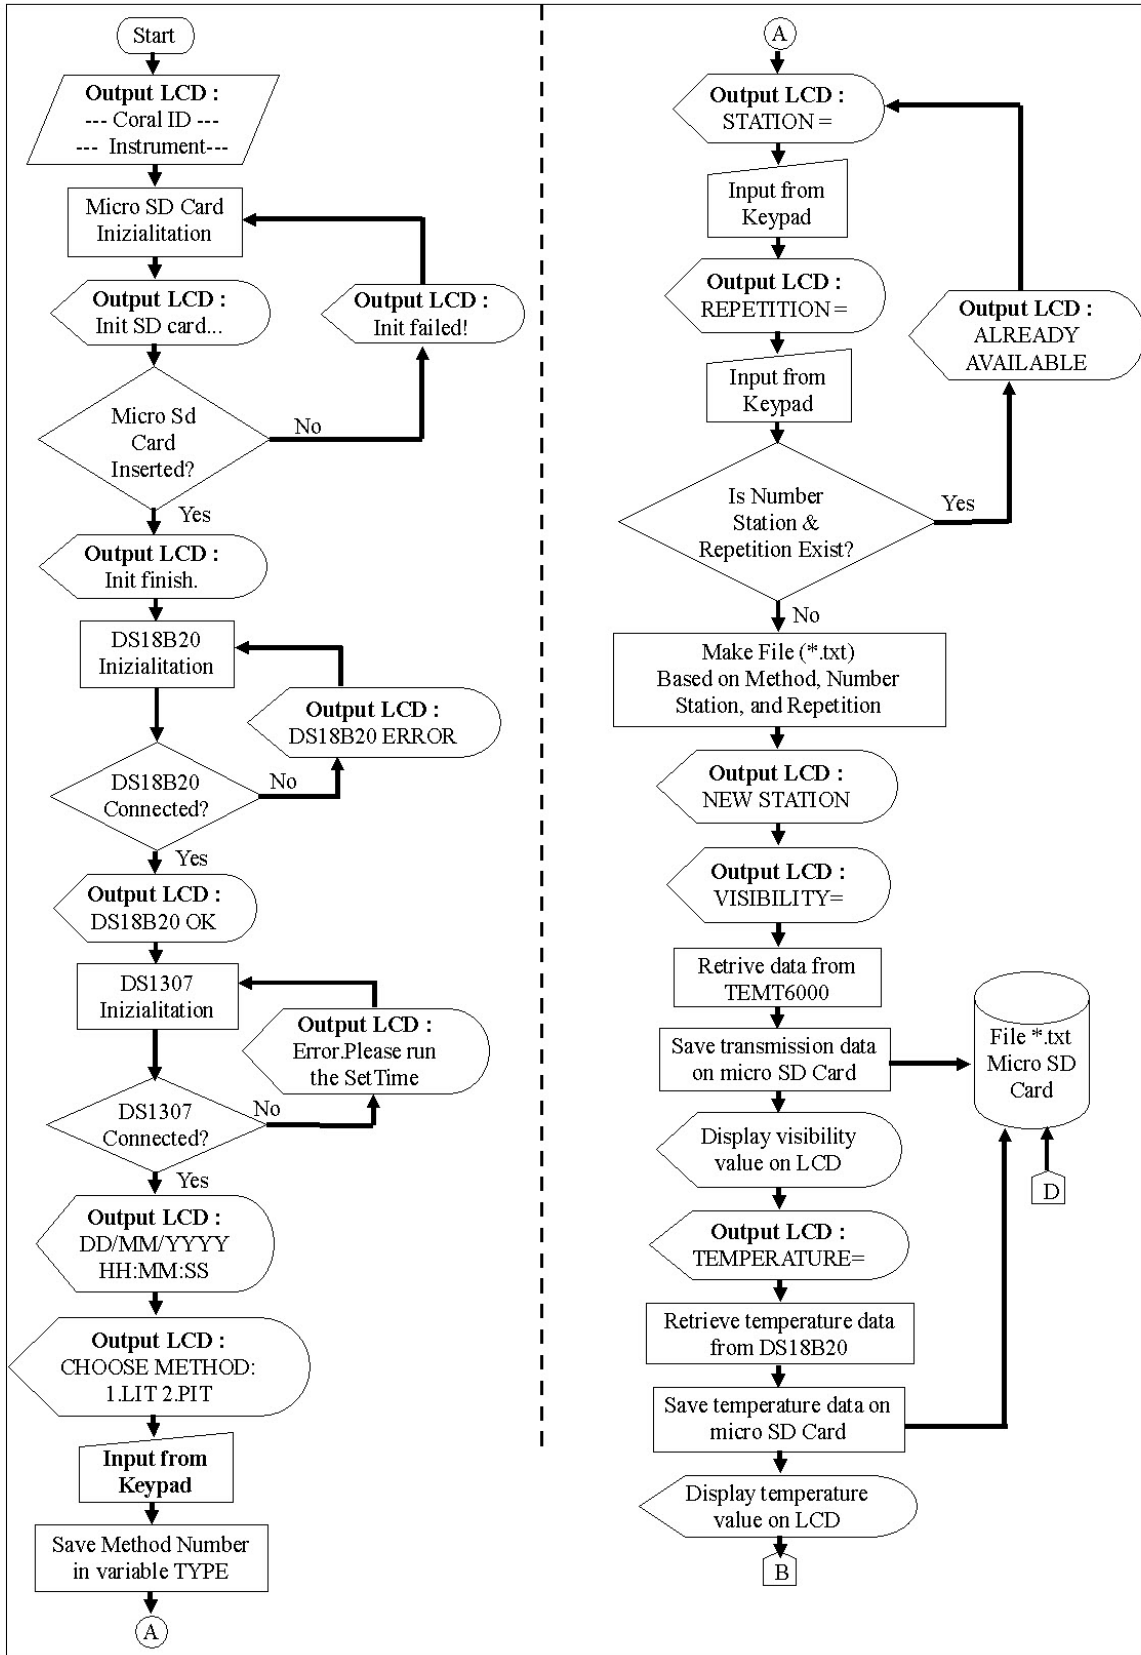 Start
Output LCD :
--- Coral ID ---
--- Instrument---
Micro SD Card
Inizialitation
Output LCD :
Init SD card...
Output LCD :
Init failed!
Micro Sd
Card
Inserted?
No
Yes
Output LCD :
Init finish.
DS18B20
Inizialitation
Output LCD :
DS18B20 ERROR
DS18B20
Connected?
No
Yes
Output LCD :
DS18B20 OK
DS1307
Inizialitation
Output LCD :
Error.Please run
the SetTime
DS1307
Connected?
No
Yes
Output LCD :
DD/MM/YYYY
HH:MM:SS
Output LCD :
CHOOSE METHOD:
1.LIT 2.PIT
Input from
Keypad
Save Method Number
in variable TYPE
A
A
Output LCD :
STATION =
Input from
Keypad
Output LCD :
REPETITION =
Output LCD :
ALREADY
AVAILABLE
Input from
Keypad
Is Number
Station &
Repetition Exist?
Yes
No
Make File (*.txt)
Based on Method, Number
Station, and Repetition
Output LCD :
NEW STATION
Output LCD :
VISIBILITY=
Retrive data from
TEMT6000
Save transmission data
on micro SD Card
File *.txt
Micro SD
Card
Display visibility
value on LCD
D
Output LCD :
TEMPERATURE=
Retrieve temperature data
from DS18B20
Save temperature data on
micro SD Card
Display temperature
value on LCD
B